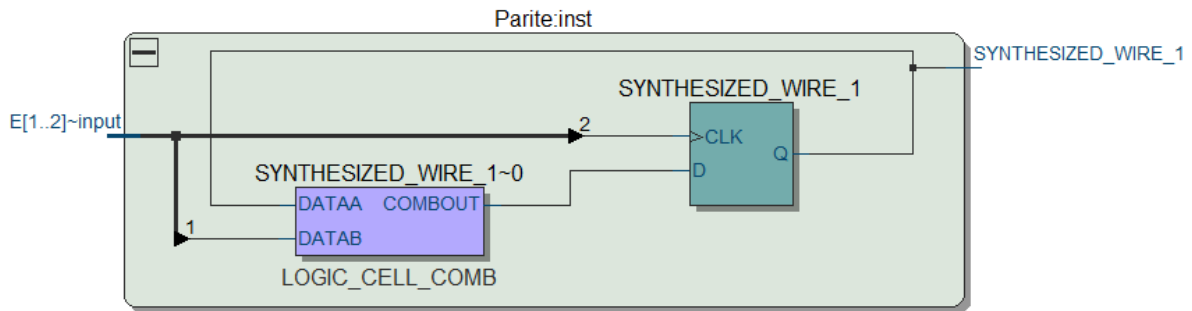 Parite:inst
SYNTHESIZED_WIRE_1
SYNTHESIZED_WIRE_1
E[1..2]~input
2
>CLK
Q
D
SYNTHESIZED_WIRE_1~0
DATAA COMBOUT
1
DATAB
LOGIC_CELL_COMB